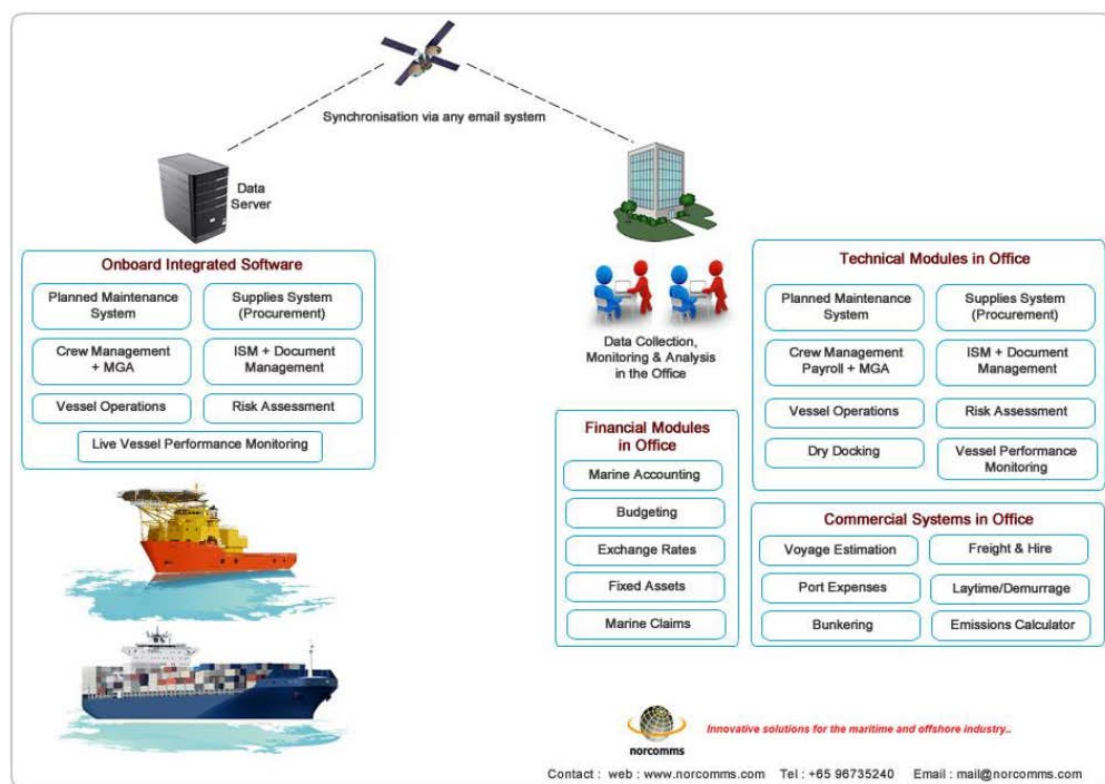 Synchronisation via any email system
Data
Server
Onboard Integrated Software
Planned Maintenance
System
Supplies System
(Procurement)
Crew Management
+ MGA
ISM + Document
Management
Vessel Operations
Risk Assessment
Live Vessel Performance Monitoring
Data Collection,
Monitoring & Analysis
in the Office
Financial Modules
in Office
Marine Accounting
Budgeting
Exchange Rates
Fixed Assets
Marine Claims
Technical Modules in Office
Planned Maintenance
System
Supplies System
(Procurement)
Crew Management
Payroll + MGA
ISM + Document
Management
Vessel Operations
Risk Assessment
Dry Docking
Vessel Performance
Monitoring
Commercial Systems in Office
Voyage Estimation
Freight & Hire
Port Expenses
Laytime/Demurrage
Bunkering
Emissions Calculator
norcomms
Innovative solutions for the maritime and offshore industry..
Contact : web : www.norcomms.com Tel : +65 96735240 Email : mail@norcomms.com